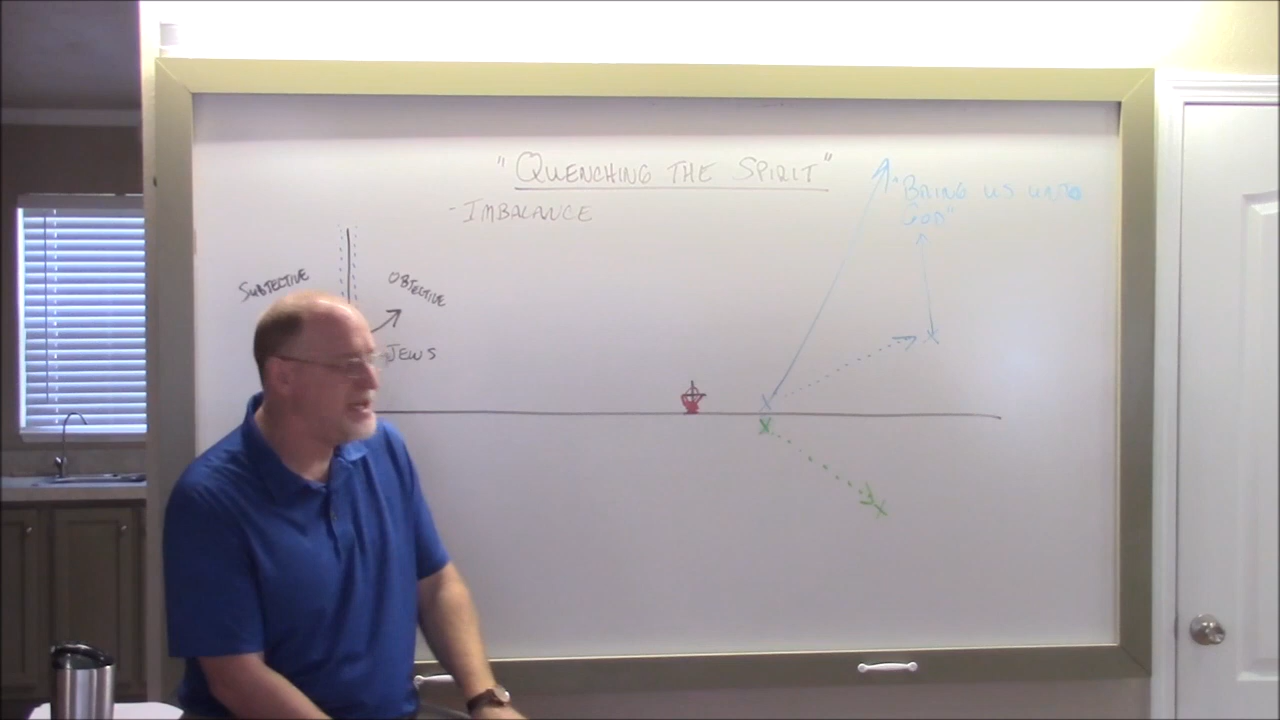 "QUENCHING THE SPIRIT"
-IMBALANCE
"BRING US UNTO
GOD"
SUBJECTIVE
OBJECTIVE
JEWS